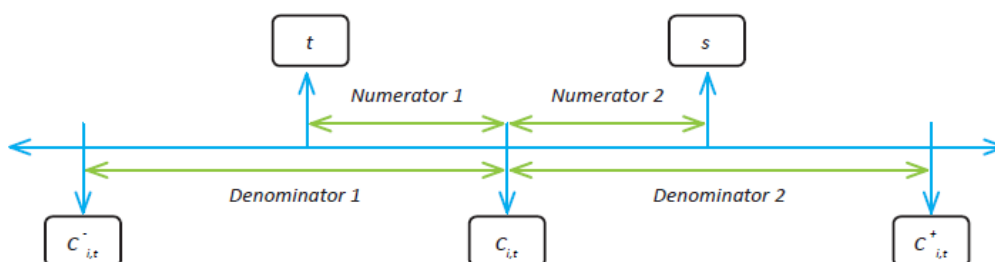 t s
Numerator 1 Numerator 2
Denominator 1 Denominator 2
C⁻i,t Ci,t C⁺i,t